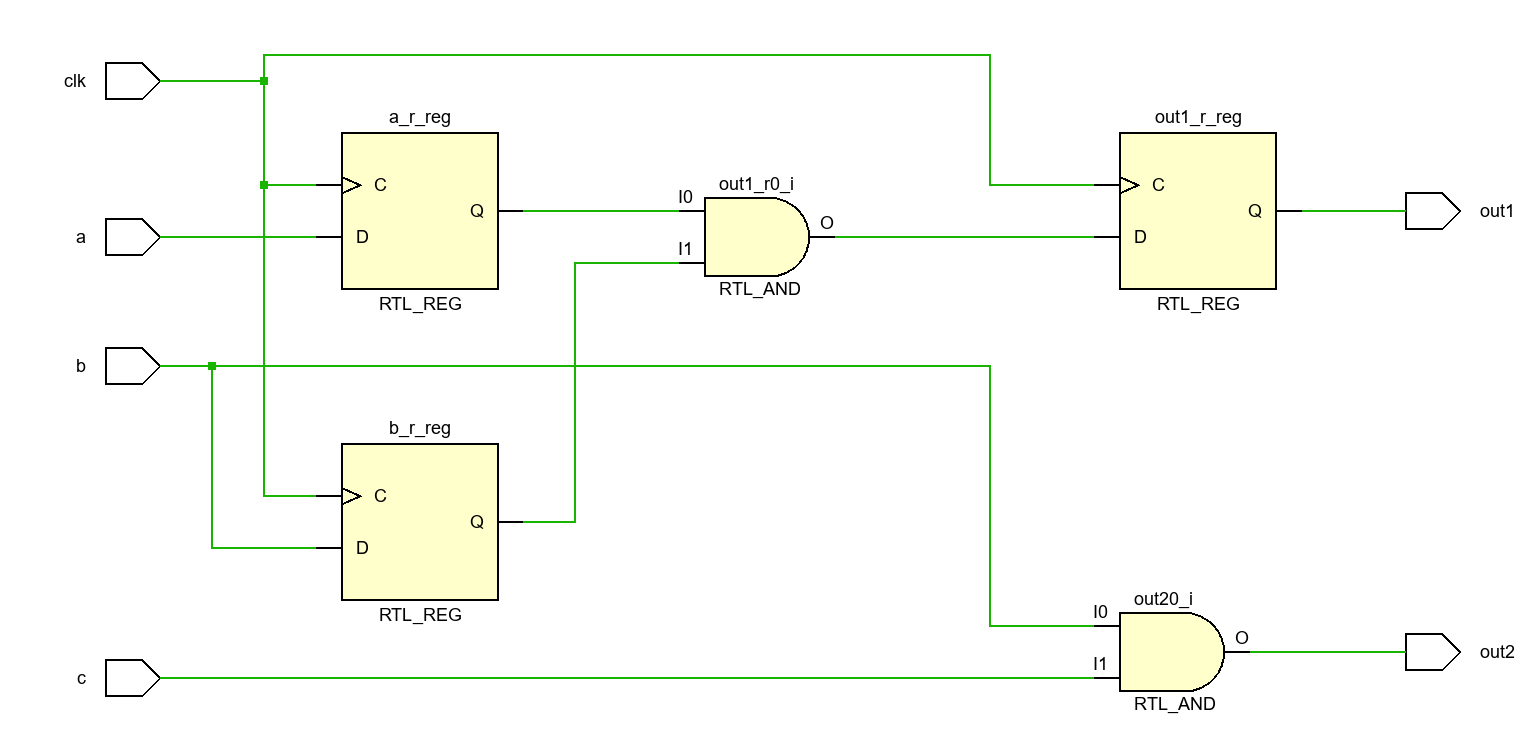 clk
a
b
c
a_r_reg
C
D
Q
RTL_REG
b_r_reg
C
D
Q
RTL_REG
out1_r0_i
I0
I1
O
RTL_AND
out1_r_reg
C
D
Q
RTL_REG
out20_i
I0
I1
O
RTL_AND
out1
out2